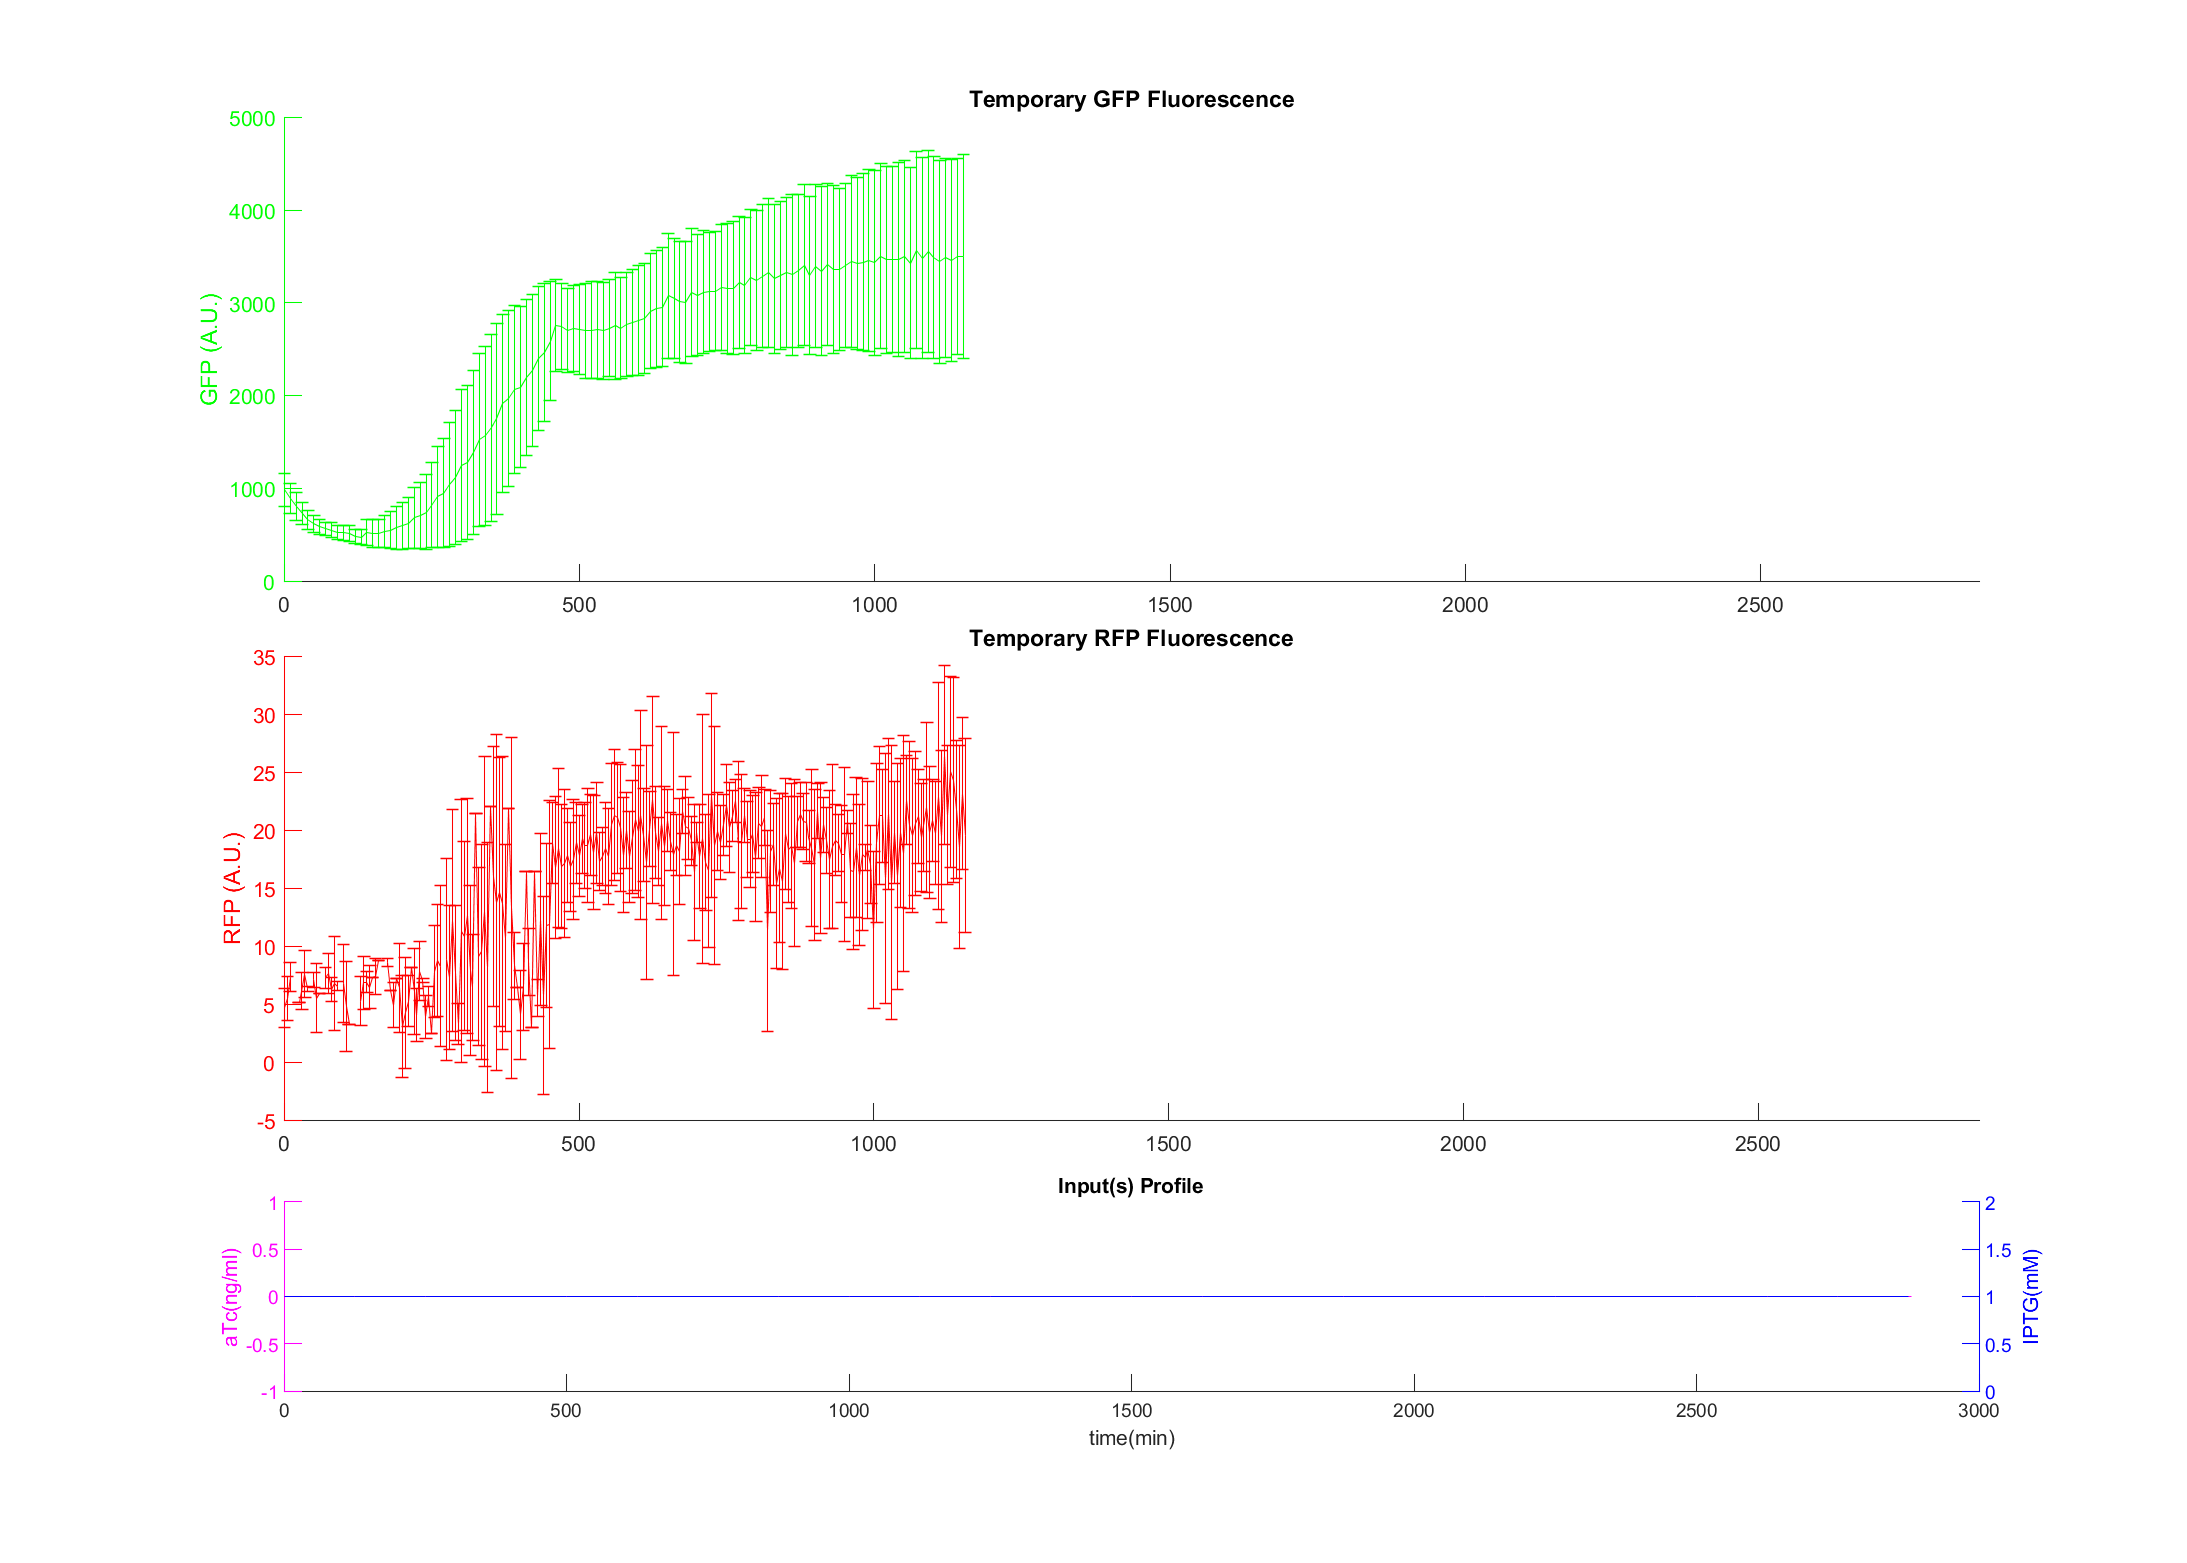 Temporary GFP Fluorescence
5000
4000
3000
2000
1000
0
GFP (A.U.)
0 500 1000 1500 2000 2500
Temporary RFP Fluorescence
35
30
25
20
15
10
5
0
-5
RFP (A.U.)
0 500 1000 1500 2000 2500
Input(s) Profile
1
0.5
0
-0.5
-1
aTc(ng/ml)
2
1.5
1
0.5
0
IPTG(mM)
0 500 1000 1500 2000 2500 3000
time(min)